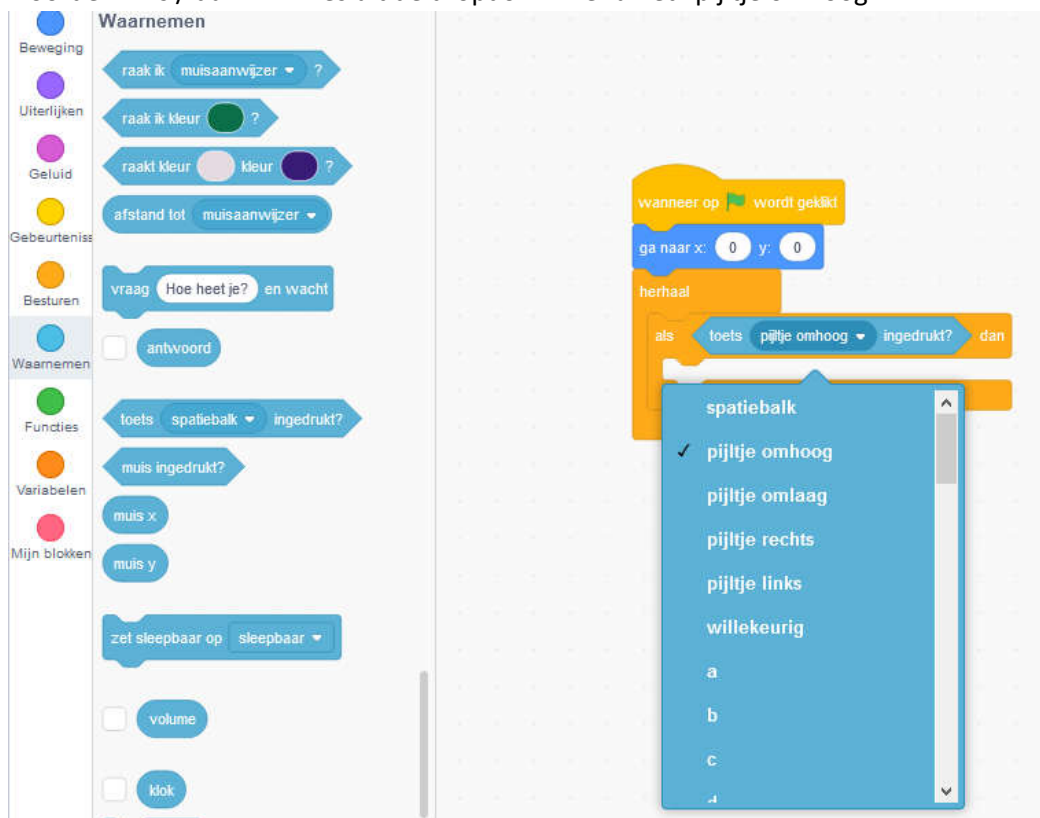 Waarnemen
Beweging
Uiterlijken
Geluid
Gebeurteniss
Besturen
Waarnemen
Functies
Variabelen
Mijn blokken
raak ik muisaanwijzer ?
raak ik kleur ?
raakt kleur kleur ?
afstand tot muisaanwijzer
vraag Hoe heet je? en wacht
antwoord
toets spatiebalk ingedrukt?
muis ingedrukt?
muis x
muis y
zet sleepbaar op sleepbaar
volume
klok
wanneer op wordt geklikt
ga naar x: 0 y: 0
herhaal
als toets pijltje omhoog ingedrukt? dan
spatiebalk
✓ pijltje omhoog
pijltje omlaag
pijltje rechts
pijltje links
willekeurig
a
b
c
d